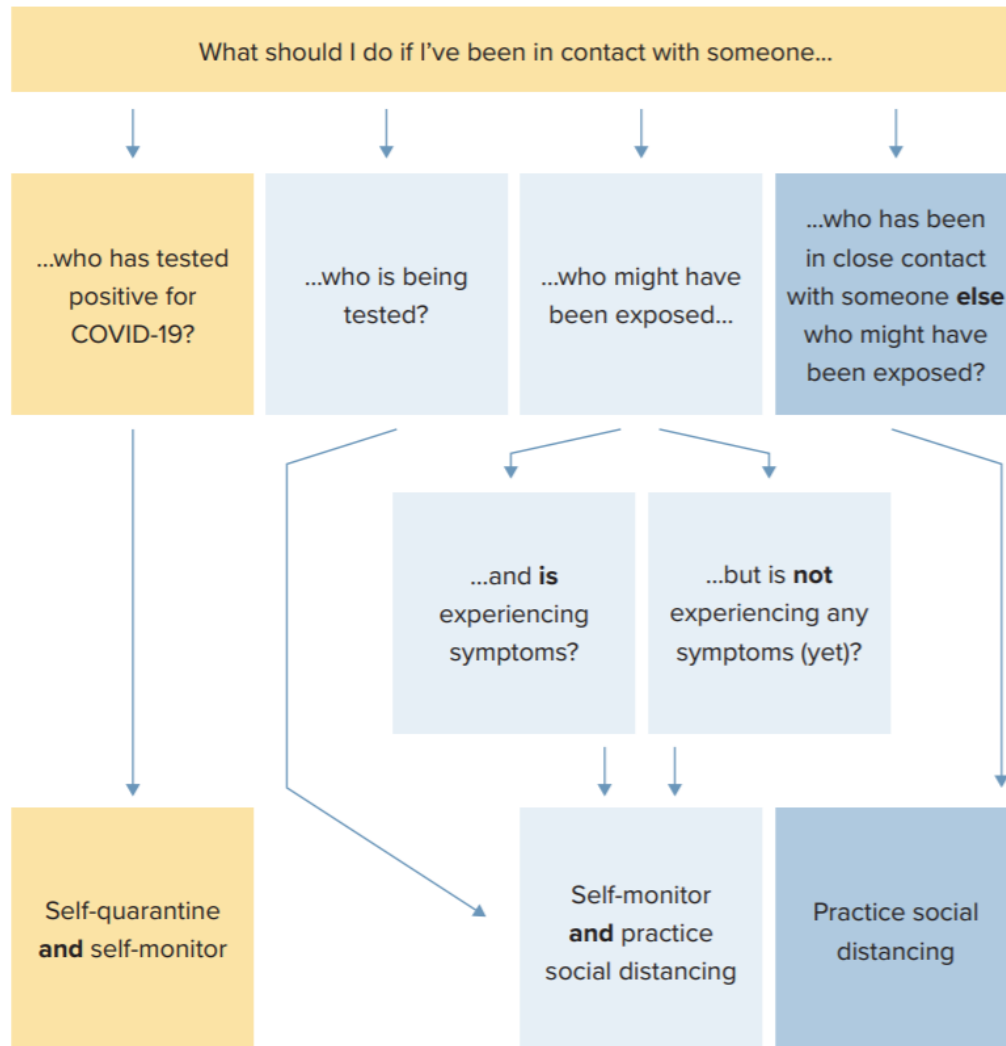 What should I do if I've been in contact with someone...
...who has tested
positive for
COVID-19?
...who is being
tested?
...who might have
been exposed...
...who has been
in close contact
with someone else
who might have
been exposed?
...and is
experiencing
symptoms?
...but is not
experiencing any
symptoms (yet)?
Self-quarantine
and self-monitor
Self-monitor
and practice
social distancing
Practice social
distancing